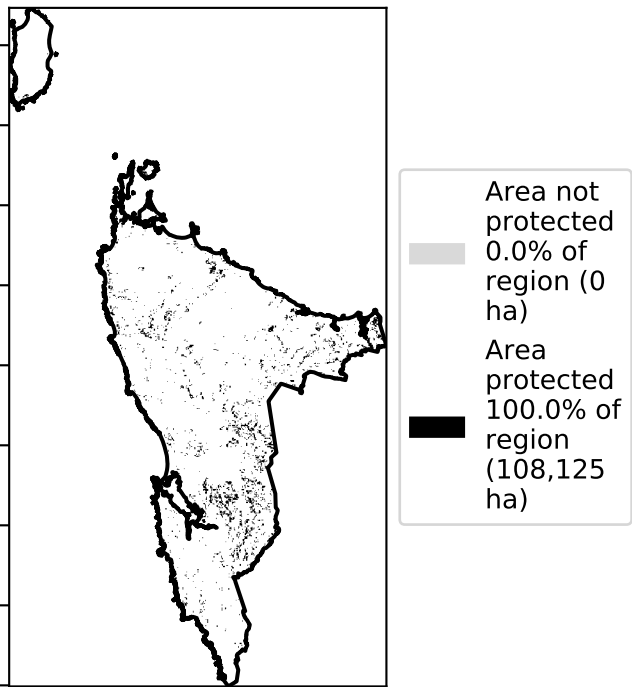 Area not
protected
0.0% of
region (0
ha)
Area
protected
100.0% of
region
(108,125
ha)